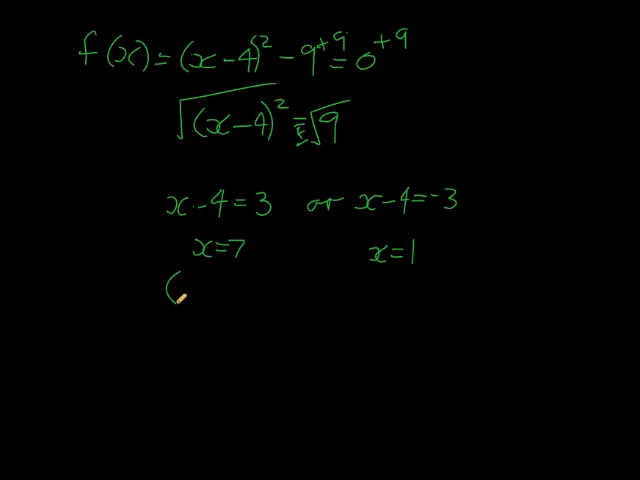 f(x)=(x-4)²-9⁺⁹=0⁺⁹
√(x-4)²=±√9
x-4=3 or x-4=-3
x=7 x=1
(